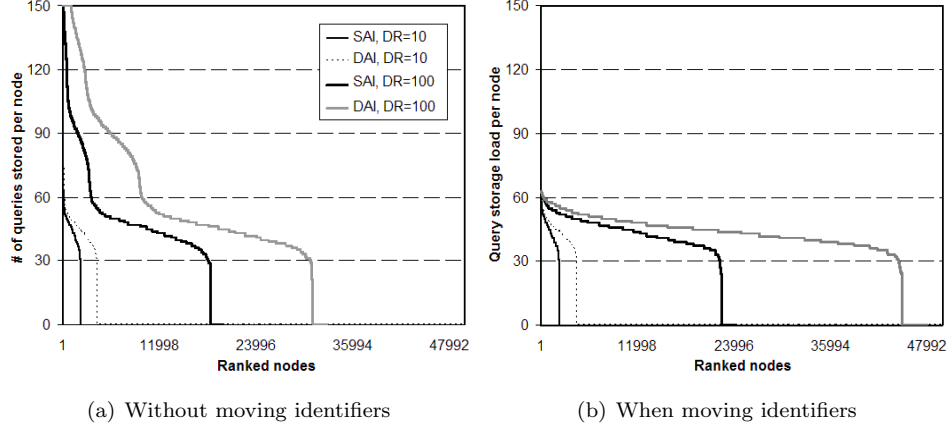 150
120
90
60
30
0
# of queries stored per node
SAI, DR=10
DAI, DR=10
SAI, DR=100
DAI, DR=100
1 11998 23996 35994 47992
Ranked nodes
(a) Without moving identifiers
150
120
90
60
30
0
Query storage load per node
1 11998 23996 35994 47992
Ranked nodes
(b) When moving identifiers